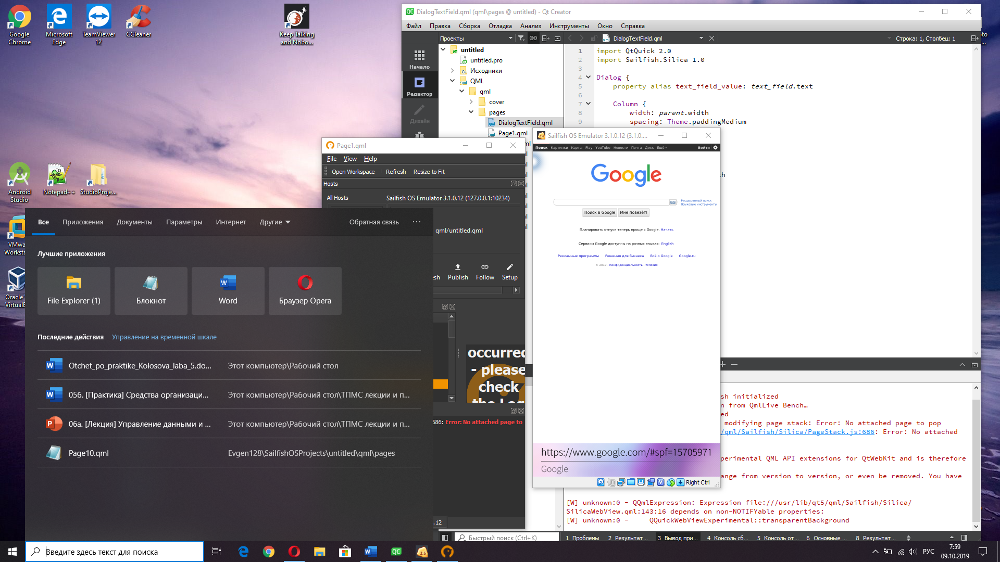 Google
Chrome
Microsoft
Edge
TeamViewer
12
CCleaner
Keep Talking
and Nobo...
Android
Studio
Notepad++
StudioProje...
Oracle
DialogTextField.qml (qml\pages @ untitled) - Qt Creator
Файл Правка Сборка Отладка Анализ Инструменты Окно Справка
Проекты
DialogTextField.qml
Строка: 1, Столбец: 1
Начало
Редактор
Дизайн
untitled
untitled.pro
Исходники
QML
qml
cover
pages
DialogTextField.qml
Page1.qml
1 import QtQuick 2.0
2 import Sailfish.Silica 1.0
3
4 Dialog {
5 property alias text_field_value: text_field.text
6
7 Column {
8 width: parent.width
9 spacing: Theme.paddingMedium
Page1.qml
File View Help
Open Workspace Refresh Resize to Fit
Hosts
All Hosts
Sailfish OS Emulator 3.1.0.12 (127.0.0.1:10234)
qml/untitled.qml
sh Publish Follow Setup
occurred
- please
check
the Log
686: Error: No attached page to
.12
Sailfish OS Emulator 3.1.0.12 (3.1.0....
Поиск Картинки Карты Play YouTube Новости Почта Диск Ещё
Войти
Google
Расширенный поиск
Языковые инструменты
Поиск в Google
Мне повезёт!
Планировать отпуск теперь проще с Google. Начать
Сервисы Google доступны на разных языках: English
Рекламные программы Решения для бизнеса Всё о Google Google.ru
© 2019 - Конфиденциальность - Условия
https://www.google.com/#spf=15705971
Google
Right Ctrl
Все Приложения Документы Параметры Интернет Другие
Обратная связь
Лучшие приложения
File Explorer (1)
Блокнот
Word
Браузер Opera
Последние действия Управление на временной шкале
Otchet_po_praktike_Kolosova_laba_5.do... Этот компьютер\Рабочий стол
05б. [Практика] Средства организаци... Этот компьютер\Рабочий стол\ТПМС лекции и п...
06а. [Лекция] Управление данными и ... Этот компьютер\Рабочий стол\ТПМС лекции и п...
Page10.qml Evgen128\SailfishOSProjects\untitled\qml\pages
sh initialized
n from QmlLive Bench…
ed
modifying page stack: Error: No attached page to pop
/qml/Sailfish/Silica/PageStack.js:686: Error: No attached
perimental QML API extensions for QtWebKit and is therefore
ange from version to version, or even be removed. You have
[W] unknown:0 - QQmlExpression: Expression file:///usr/lib/qt5/qml/Sailfish/Silica/
SilicaWebView.qml:143:16 depends on non-NOTIFYable properties:
[W] unknown:0 - QQuickWebViewExperimental::transparentBackground
Быстрый поиск (Ctrl+K)
1 Проблемы 2 Результат... 3 Вывод при... 4 Консоль сб... 5 Консоль от... 6 Основные ... 8 Результат...
Введите здесь текст для поиска
РУС
7:59
09.10.2019